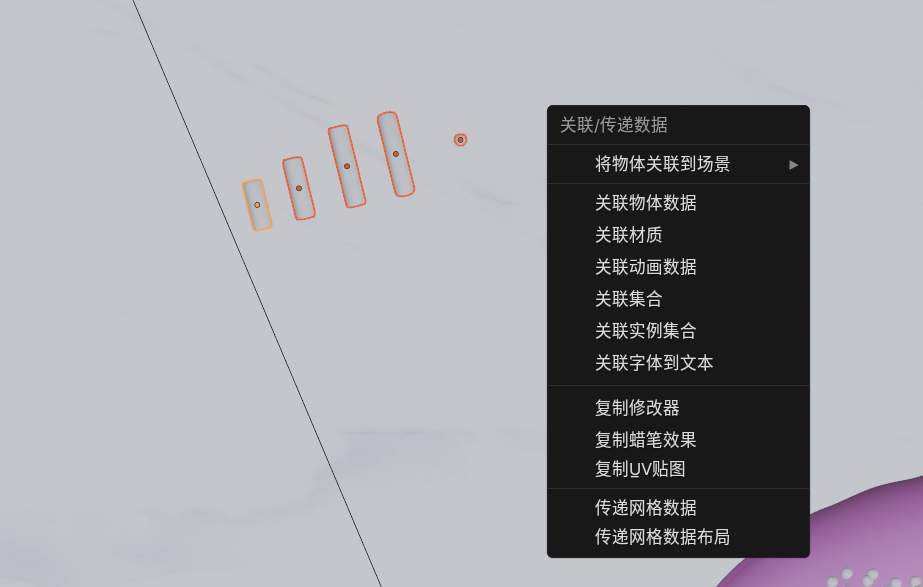 关联/传递数据
将物体关联到场景
关联物体数据
关联材质
关联动画数据
关联集合
关联实例集合
关联字体到文本
复制修改器
复制蜡笔效果
复制UV贴图
传递网格数据
传递网格数据布局